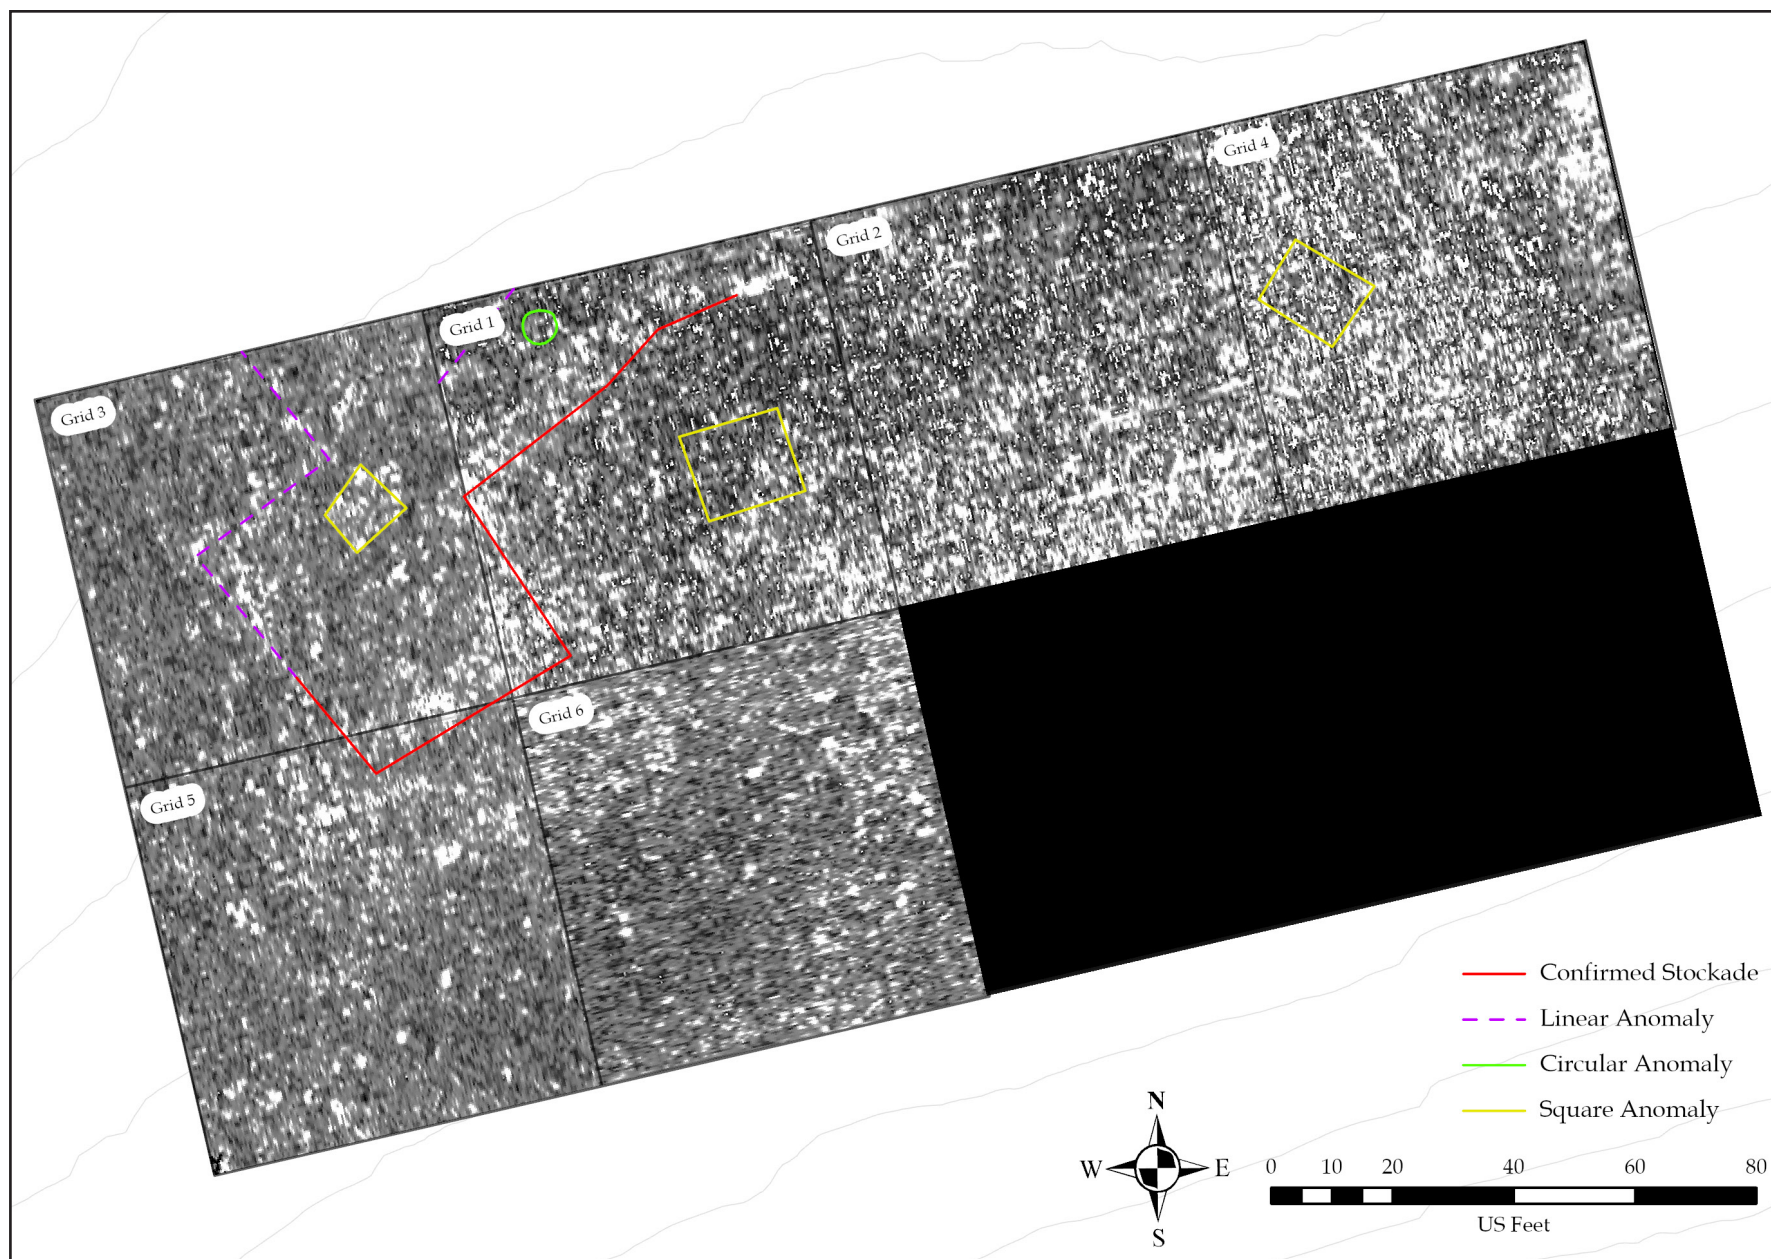 Grid 4
Grid 2
Grid 1
Grid 3
Grid 6
Grid 5
Confirmed Stockade
Linear Anomaly
Circular Anomaly
Square Anomaly
N
W E
S
0 10 20 40 60 80
US Feet